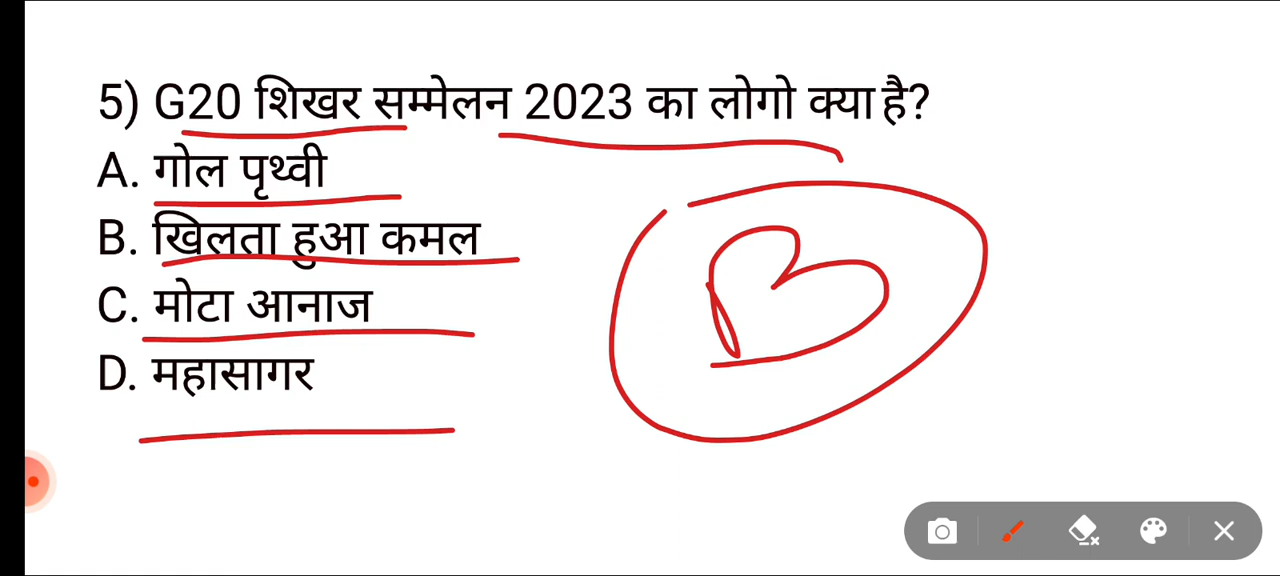 5) G20 शिखर सम्मेलन 2023 का लोगो क्या है?
A. गोल पृथ्वी
B. खिलता हुआ कमल
C. मोटा आनाज
D. महासागर
B